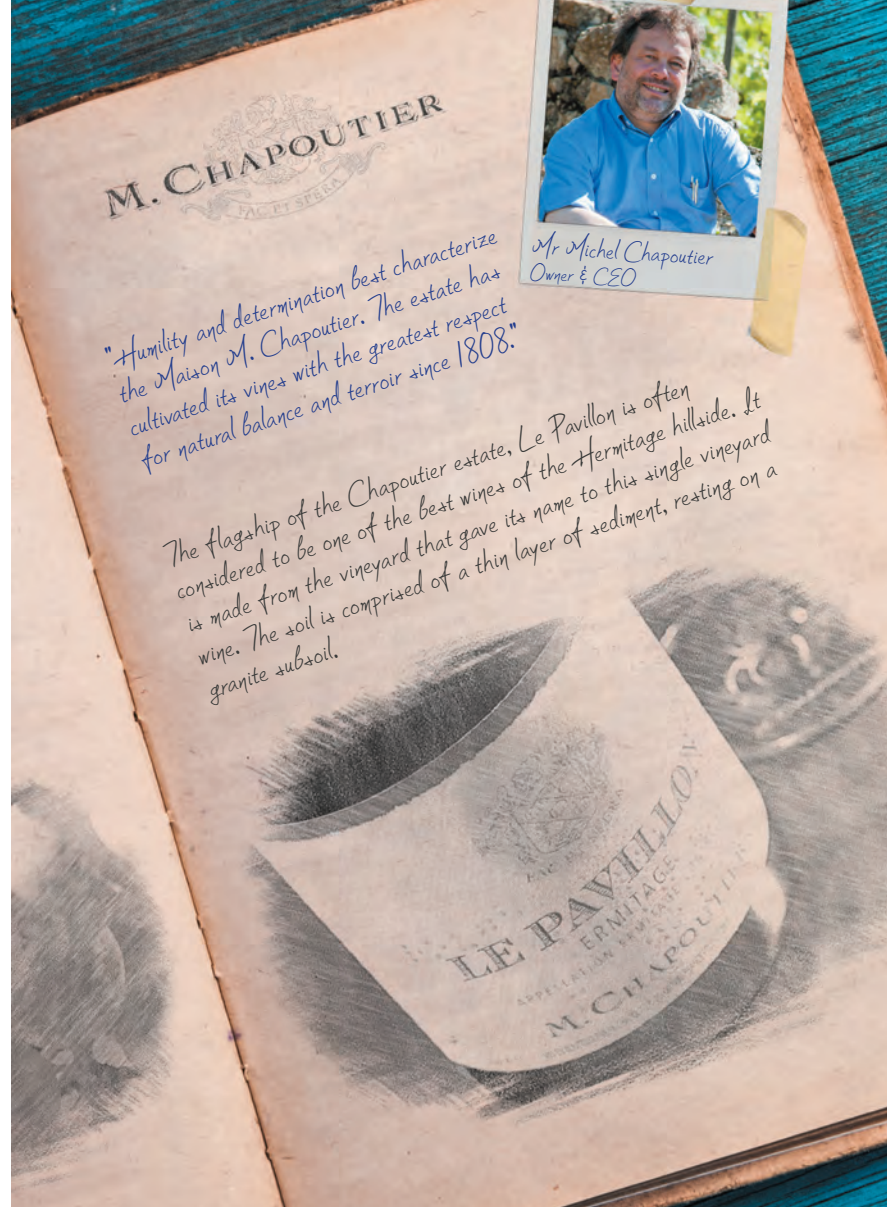 M. CHAPOUTIER
FAC ET SPERA
Mr Michel Chapoutier
Owner & CEO
"Humility and determination best characterize
the Maison M. Chapoutier. The estate has
cultivated its vines with the greatest respect
for natural balance and terroir since 1808."
The flagship of the Chapoutier estate, Le Pavillon is often
considered to be one of the best wines of the Hermitage hillside. It
is made from the vineyard that gave its name to this single vineyard
wine. The soil is comprised of a thin layer of sediment, resting on a
granite subsoil.
LE PAVILLON
ERMITAGE
APPELLATION
M. CHAPOUTIER